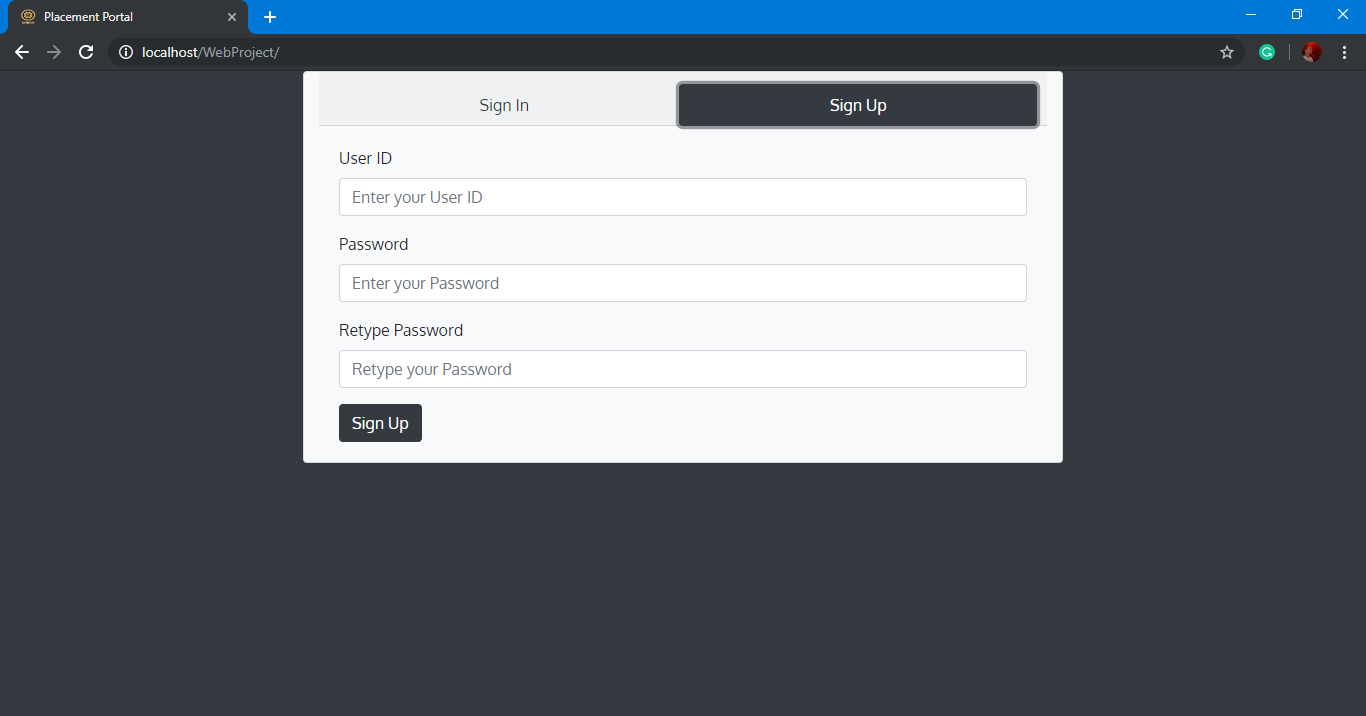 Placement Portal
localhost/WebProject/
Sign In
Sign Up
User ID
Enter your User ID
Password
Enter your Password
Retype Password
Retype your Password
Sign Up